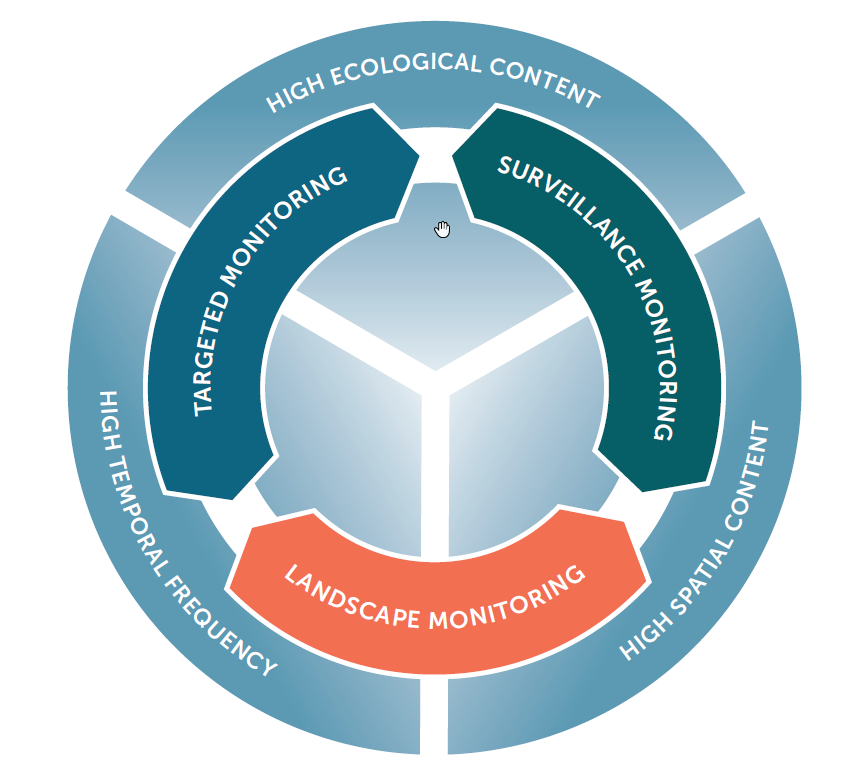 HIGH ECOLOGICAL CONTENT
TARGETED MONITORING
SURVEILLANCE MONITORING
HIGH TEMPORAL FREQUENCY
HIGH SPATIAL CONTENT
LANDSCAPE MONITORING